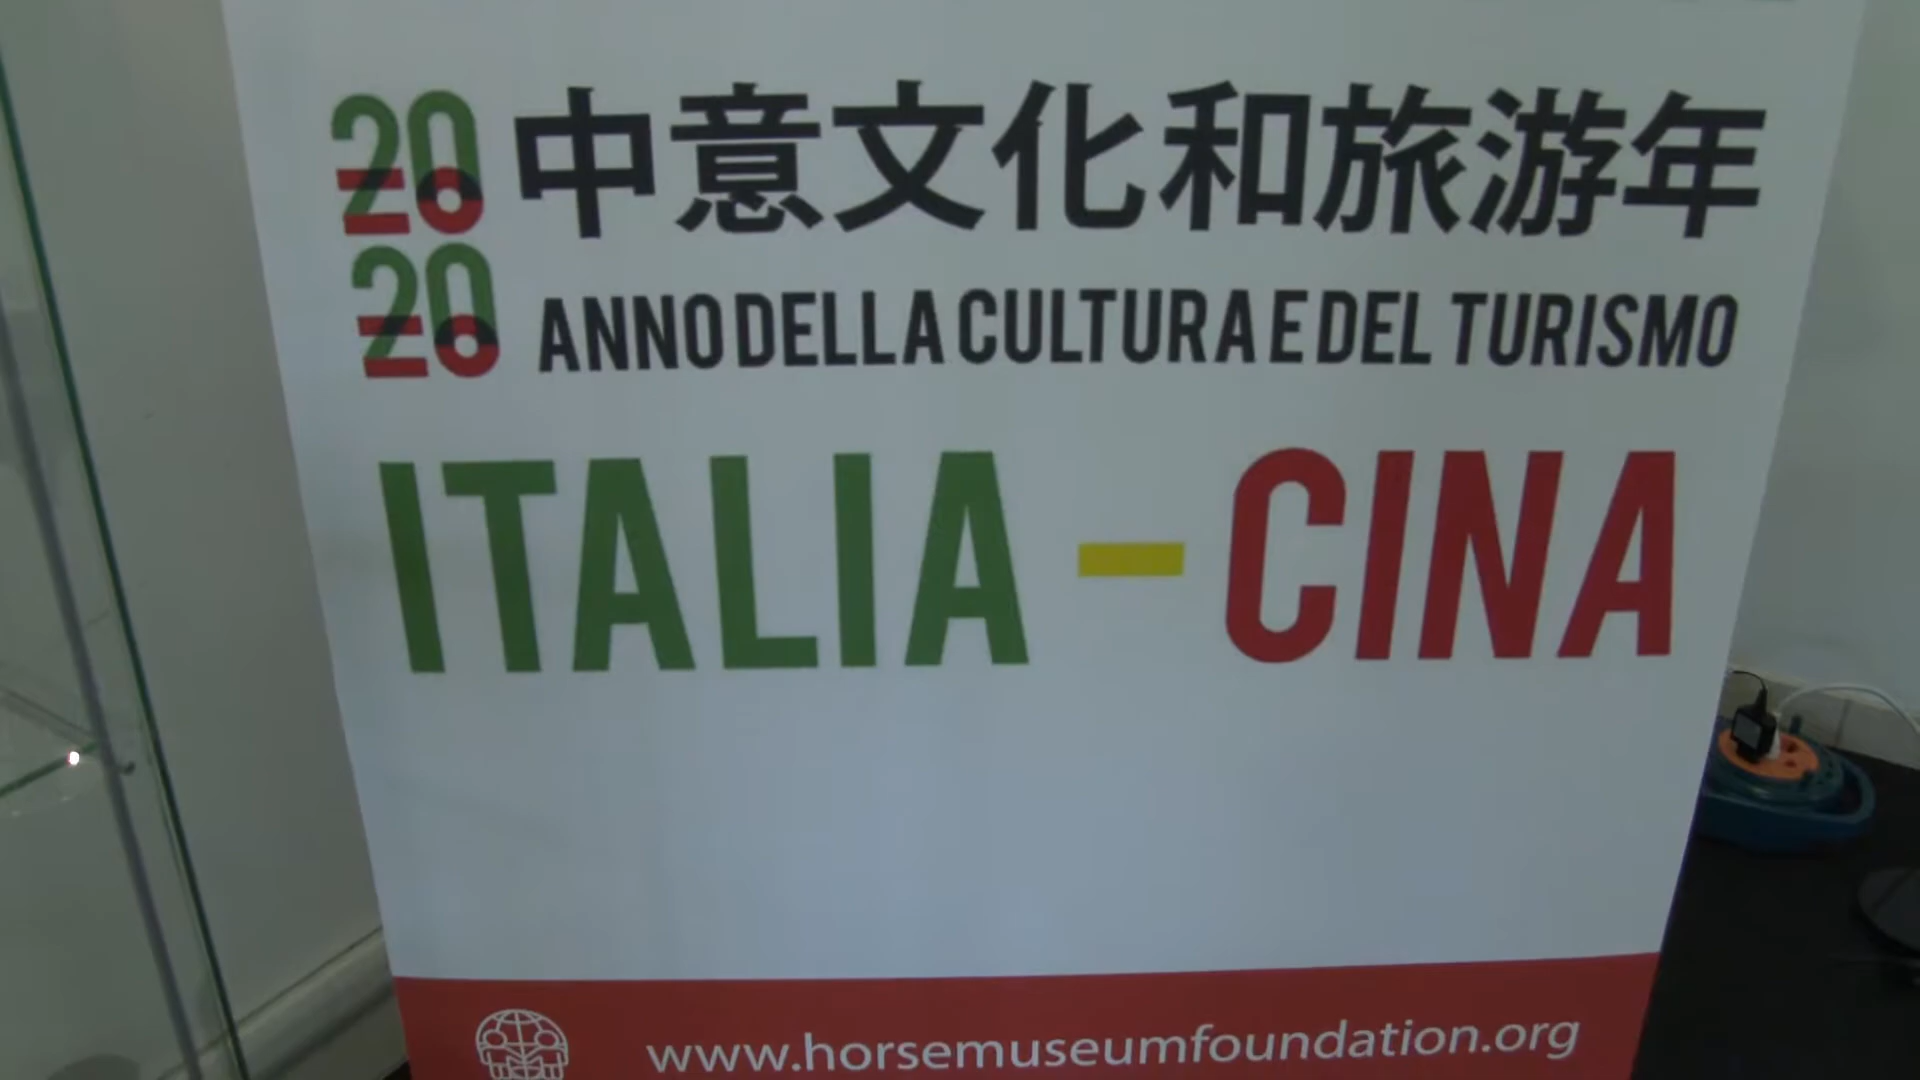 2020 中意文化和旅游年
ANNO DELLA CULTURA E DEL TURISMO
ITALIA – CINA
www.horsemuseumfoundation.org